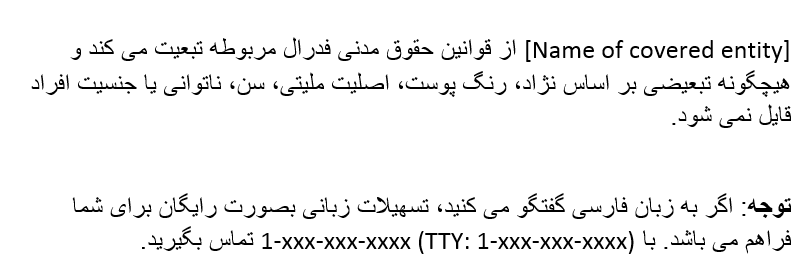 [Name of covered entity] از قوانین حقوق مدنی فدرال مربوطه تبعیت می کند و
هیچگونه تبعیضی بر اساس نژاد، رنگ پوست، اصلیت ملیتی، سن، ناتوانی یا جنسیت افراد
قایل نمی شود.
توجه: اگر به زبان فارسی گفتگو می کنید، تسهیلات زبانی بصورت رایگان برای شما
فراهم می باشد. با 1-xxx-xxx-xxxx (TTY: 1-xxx-xxx-xxxx) تماس بگیرید.